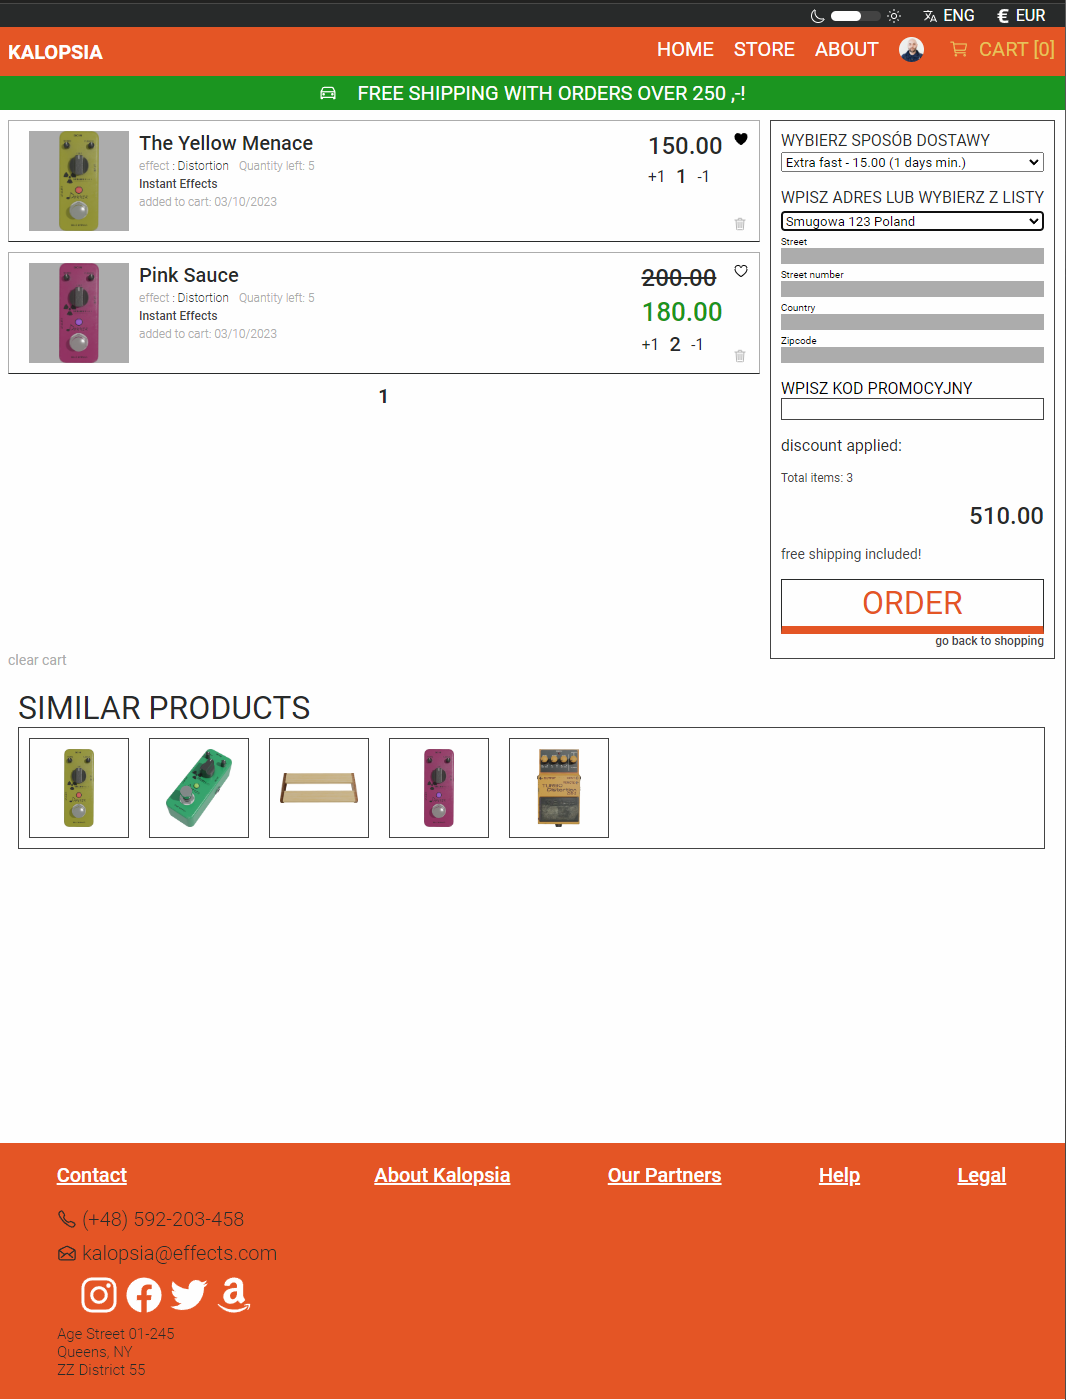 ENG
€ EUR
KALOPSIA
HOME
STORE
ABOUT
CART [0]
FREE SHIPPING WITH ORDERS OVER 250 ,-!
The Yellow Menace
effect : Distortion Quantity left: 5
Instant Effects
added to cart: 03/10/2023
150.00
+1 1 -1
Pink Sauce
effect : Distortion Quantity left: 5
Instant Effects
added to cart: 03/10/2023
200.00
180.00
+1 2 -1
1
clear cart
WYBIERZ SPOSÓB DOSTAWY
Extra fast - 15.00 (1 days min.)
WPISZ ADRES LUB WYBIERZ Z LISTY
Smugowa 123 Poland
Street
Street number
Country
Zipcode
WPISZ KOD PROMOCYJNY
discount applied:
Total items: 3
510.00
free shipping included!
ORDER
go back to shopping
SIMILAR PRODUCTS
Contact
About Kalopsia
Our Partners
Help
Legal
(+48) 592-203-458
kalopsia@effects.com
Age Street 01-245
Queens, NY
ZZ District 55